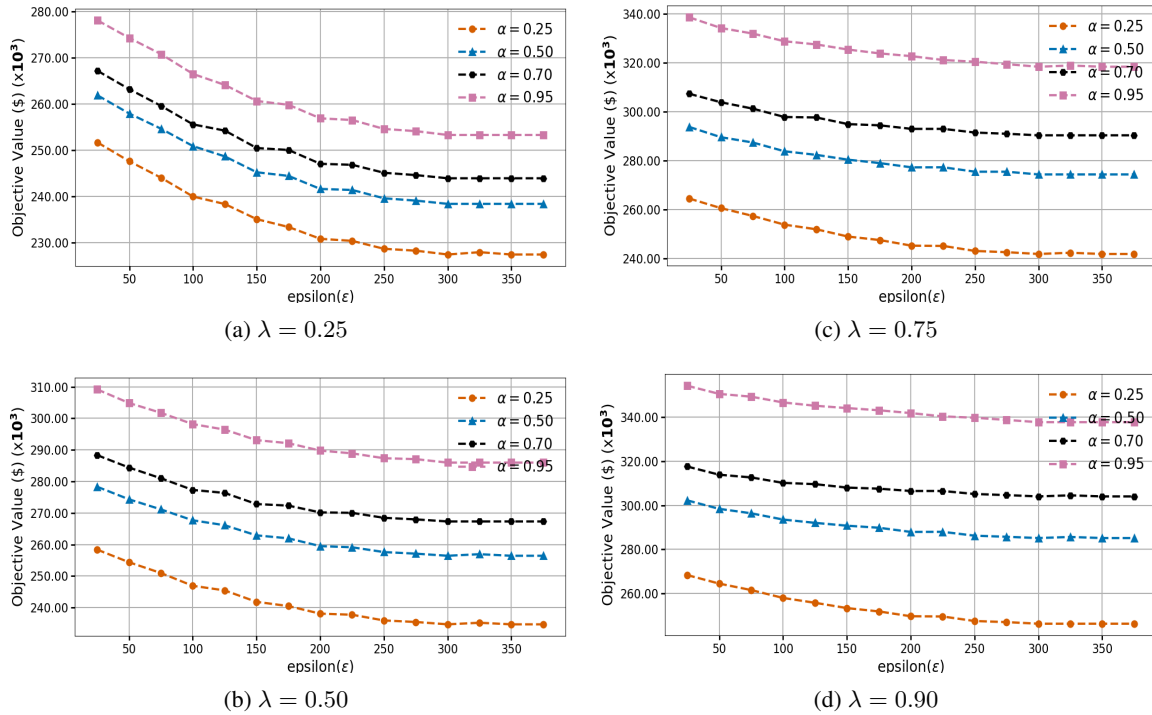 280.00
270.00
260.00
250.00
240.00
230.00
Objective Value ($) (x10³)
α = 0.25
α = 0.50
α = 0.70
α = 0.95
50 100 150 200 250 300 350
epsilon(ε)
(a) λ = 0.25
340.00
320.00
300.00
280.00
260.00
240.00
Objective Value ($) (x10³)
α = 0.25
α = 0.50
α = 0.70
α = 0.95
50 100 150 200 250 300 350
epsilon(ε)
(c) λ = 0.75
310.00
300.00
290.00
280.00
270.00
260.00
250.00
240.00
Objective Value ($) (x10³)
α = 0.25
α = 0.50
α = 0.70
α = 0.95
50 100 150 200 250 300 350
epsilon(ε)
(b) λ = 0.50
340.00
320.00
300.00
280.00
260.00
Objective Value ($) (x10³)
α = 0.25
α = 0.50
α = 0.70
α = 0.95
50 100 150 200 250 300 350
epsilon(ε)
(d) λ = 0.90